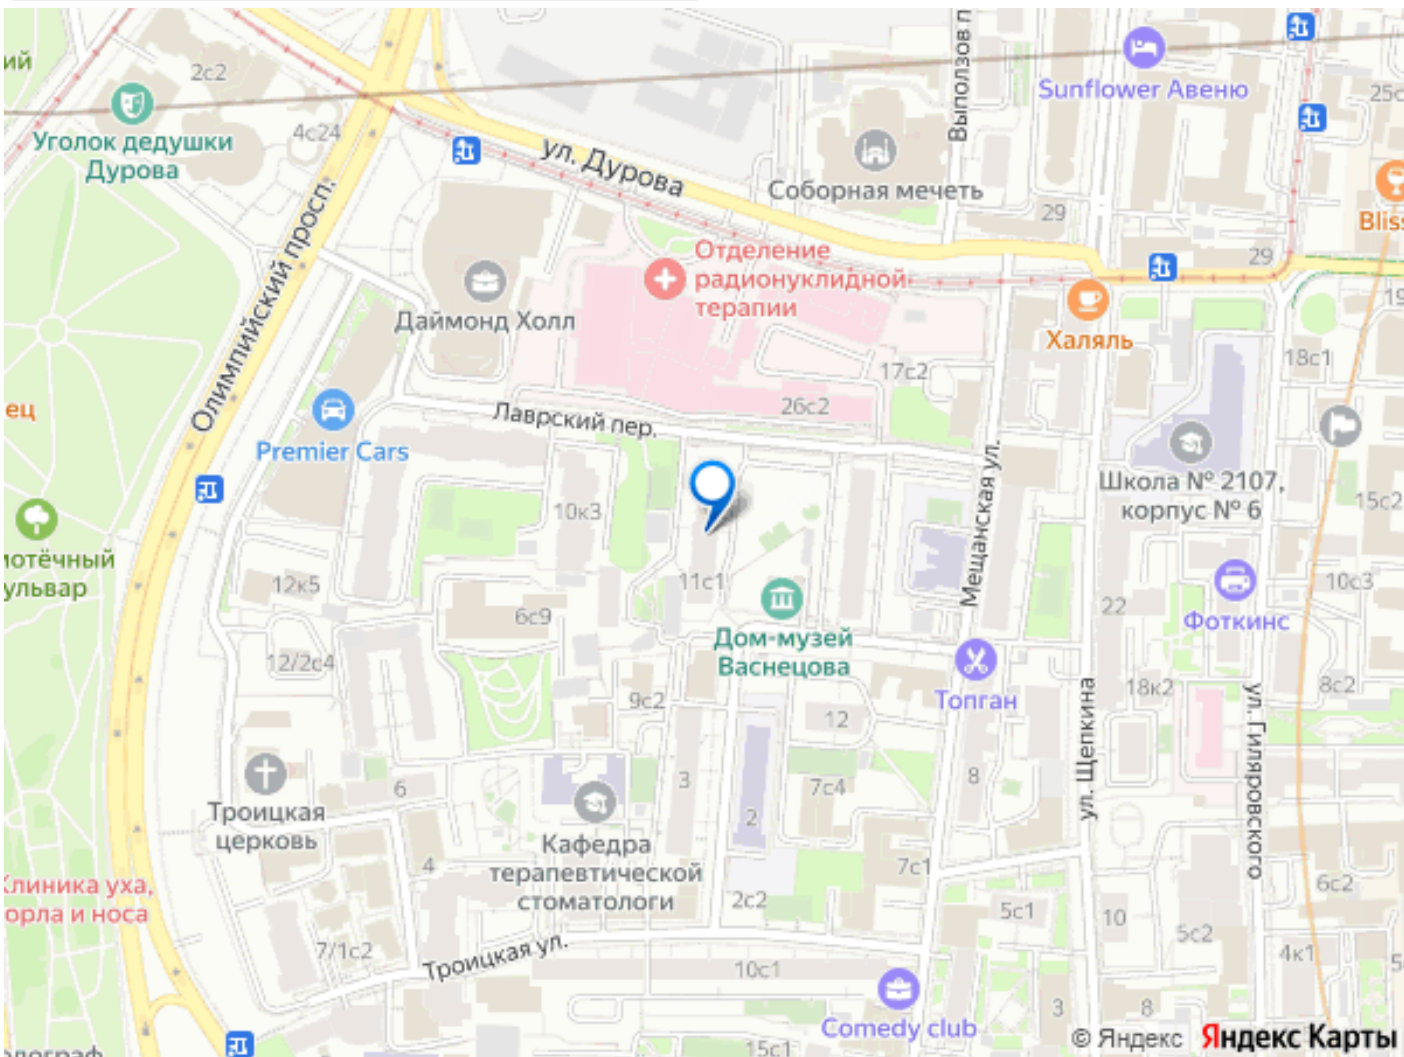 ий
2с2
Уголок дедушки
Дурова
4с24
ул. Дурова
Выползов п
Sunflower Авеню
25с
Соборная мечеть
29
Bliss
Олимпийский просп.
Отделение
радионуклидной
терапии
29
19
Даймонд Холл
Халяль
18с1
17с2
ец
Premier Cars
Лаврский пер.
26с2
Мещанская ул.
Школа № 2107,
корпус № 6
15с2
10к3
мотёчный
ульвар
12к5
11с1
10с3
6с9
22
Фоткинс
Дом-музей
Васнецова
12/2с4
9с2
Топган
18к2
8с2
12
ул. Щепкина
ул. Гиляровского
Троицкая
церковь
6
3
7с4
8
2
Кафедра
терапевтической
стоматологи
4
7с1
Клиника уха,
орла и носа
2с2
5с1
10
6с2
5с2
7/1с2
Троицкая ул.
10с1
4к1
5
Comedy club
3
8
15с1
© Яндекс Яндекс Карты